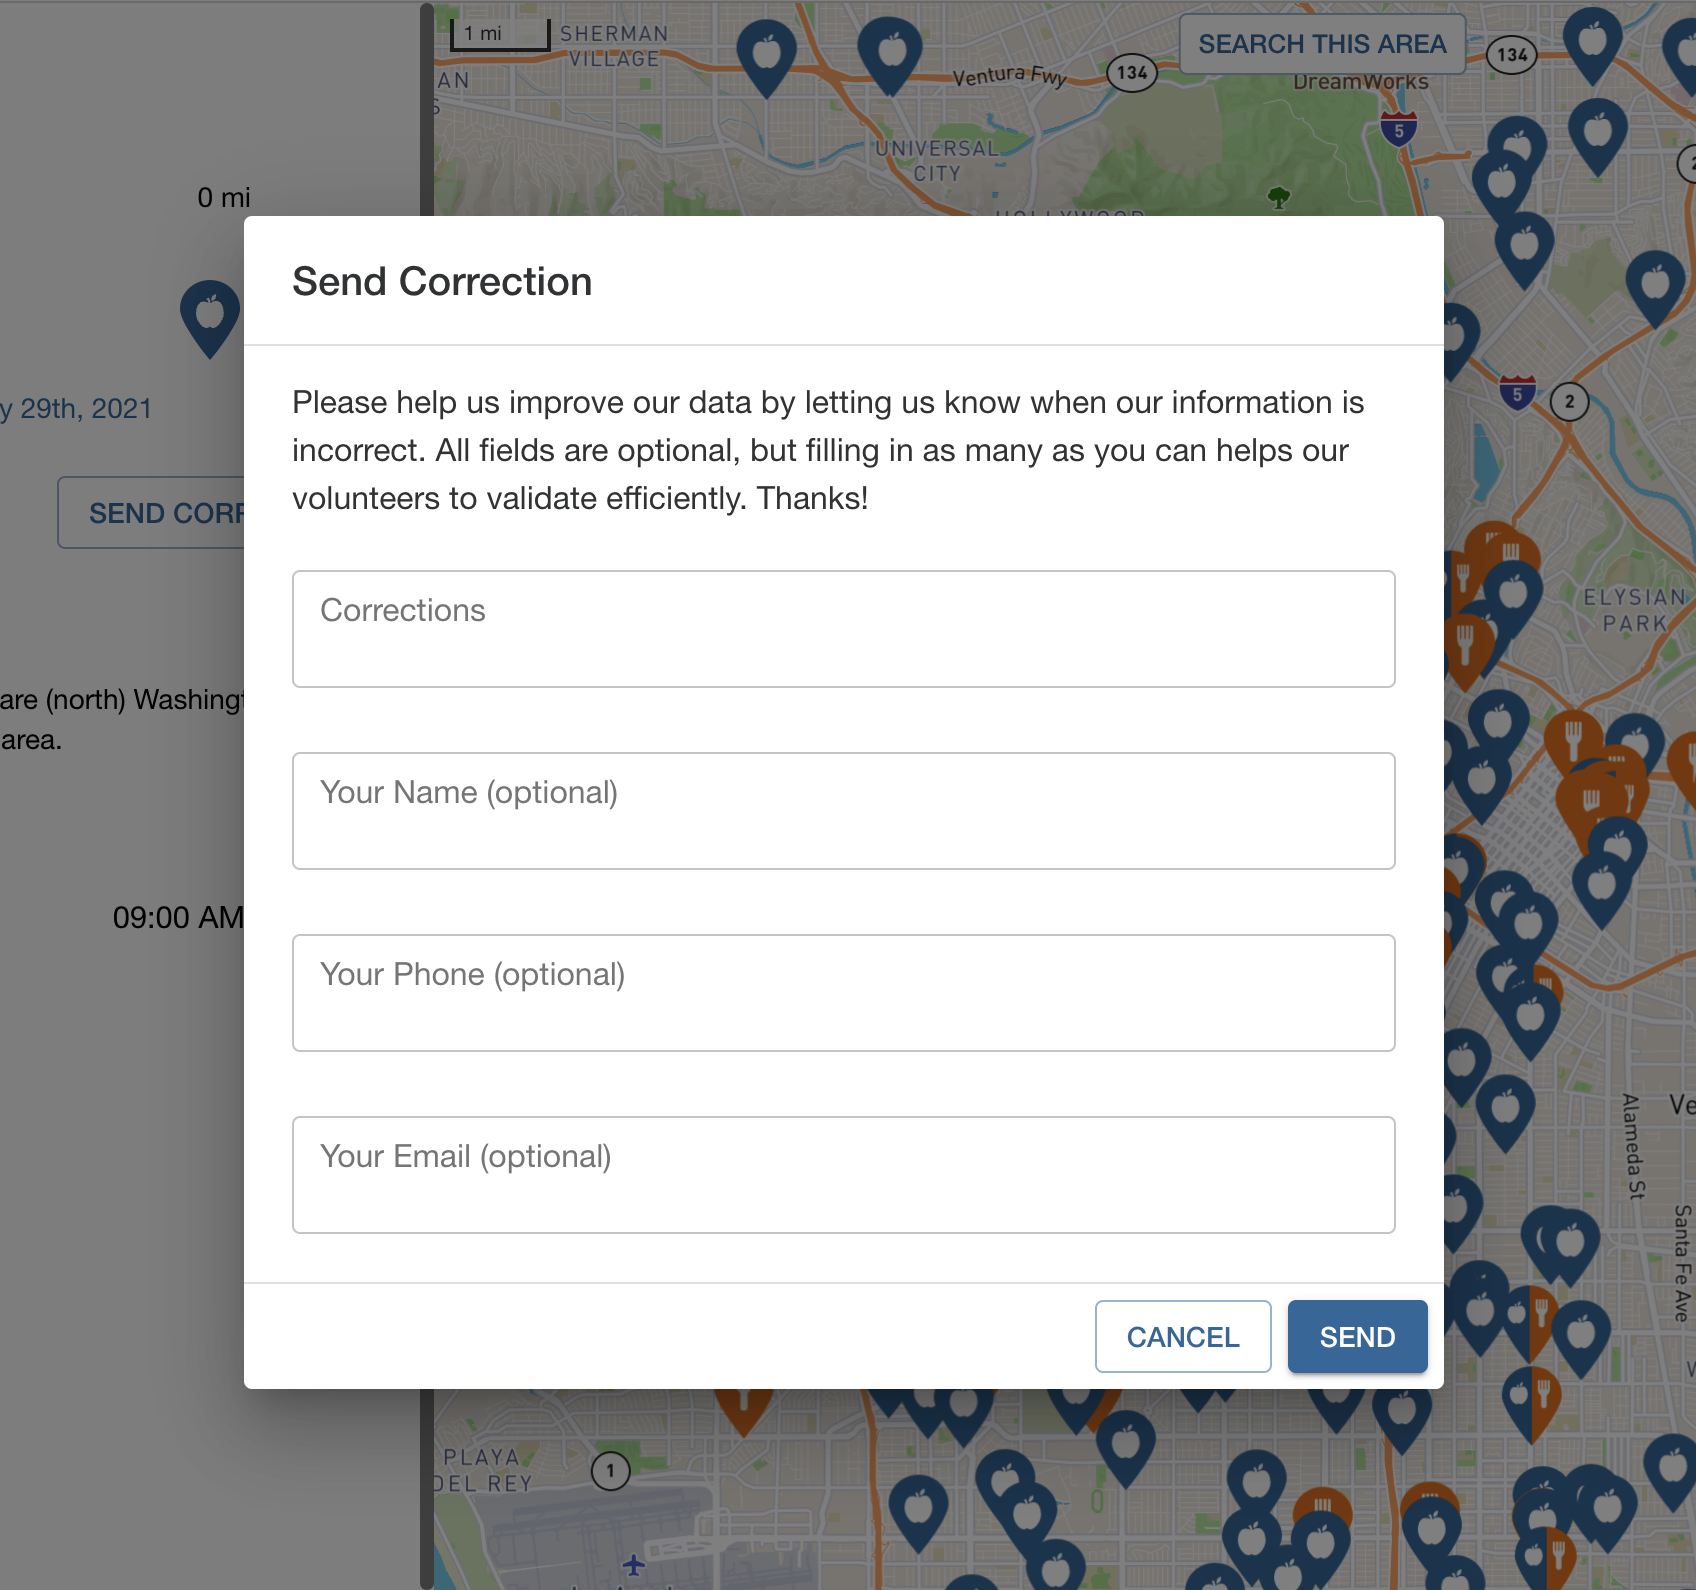 1 mi
SHERMAN
VILLAGE
AN
S
Ventura Fwy
134
SEARCH THIS AREA
134
DreamWorks
5
UNIVERSAL
CITY
2
HOLLYWOOD
0 mi
Send Correction
y 29th, 2021
Please help us improve our data by letting us know when our information is
incorrect. All fields are optional, but filling in as many as you can helps our
volunteers to validate efficiently. Thanks!
5
2
SEND CORR
Corrections
ELYSIAN
PARK
are (north) Washingt
area.
Your Name (optional)
09:00 AM
Your Phone (optional)
Your Email (optional)
Alameda St
Ve
Santa Fe Ave
CANCEL
SEND
W
PLAYA
DEL REY
1